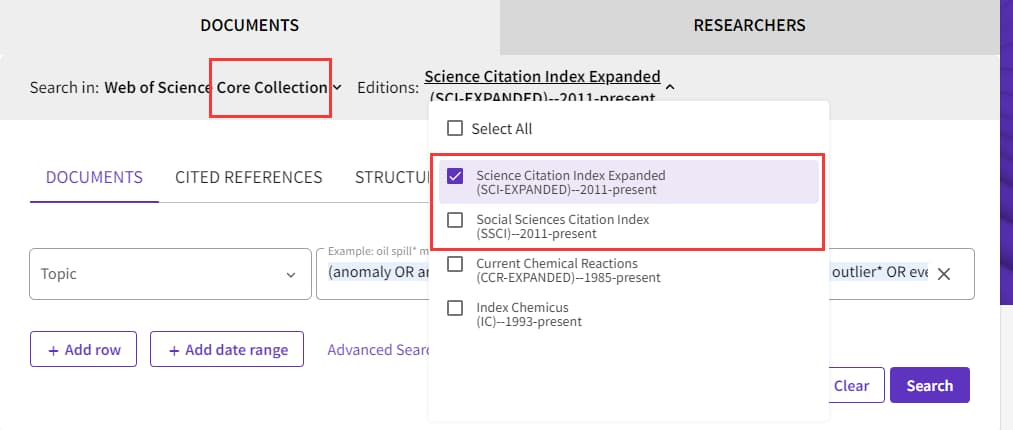 DOCUMENTS
RESEARCHERS
Search in: Web of Science Core Collection Editions: Science Citation Index Expanded
(SCI-EXPANDED)--2011-present
Select All
Science Citation Index Expanded
(SCI-EXPANDED)--2011-present
Social Sciences Citation Index
(SSCI)--2011-present
Current Chemical Reactions
(CCR-EXPANDED)--1985-present
Index Chemicus
(IC)--1993-present
DOCUMENTS
CITED REFERENCES
STRUCTU
Topic
Example: oil spill* m
(anomaly OR
outlier* OR eve
+ Add row
+ Add date range
Advanced Sear
Clear
Search